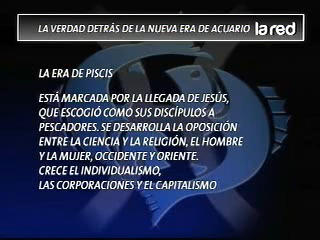 LA VERDAD DETRÁS DE LA NUEVA ERA DE ACUARIO la red
LA ERA DE PISCIS
ESTÁ MARCADA POR LA LLEGADA DE JESÚS,
QUE ESCOGIÓ COMO SUS DISCÍPULOS A
PESCADORES. SE DESARROLLA LA OPOSICIÓN
ENTRE LA CIENCIA Y LA RELIGIÓN, EL HOMBRE
Y LA MUJER, OCCIDENTE Y ORIENTE.
CRECE EL INDIVIDUALISMO,
LAS CORPORACIONES Y EL CAPITALISMO